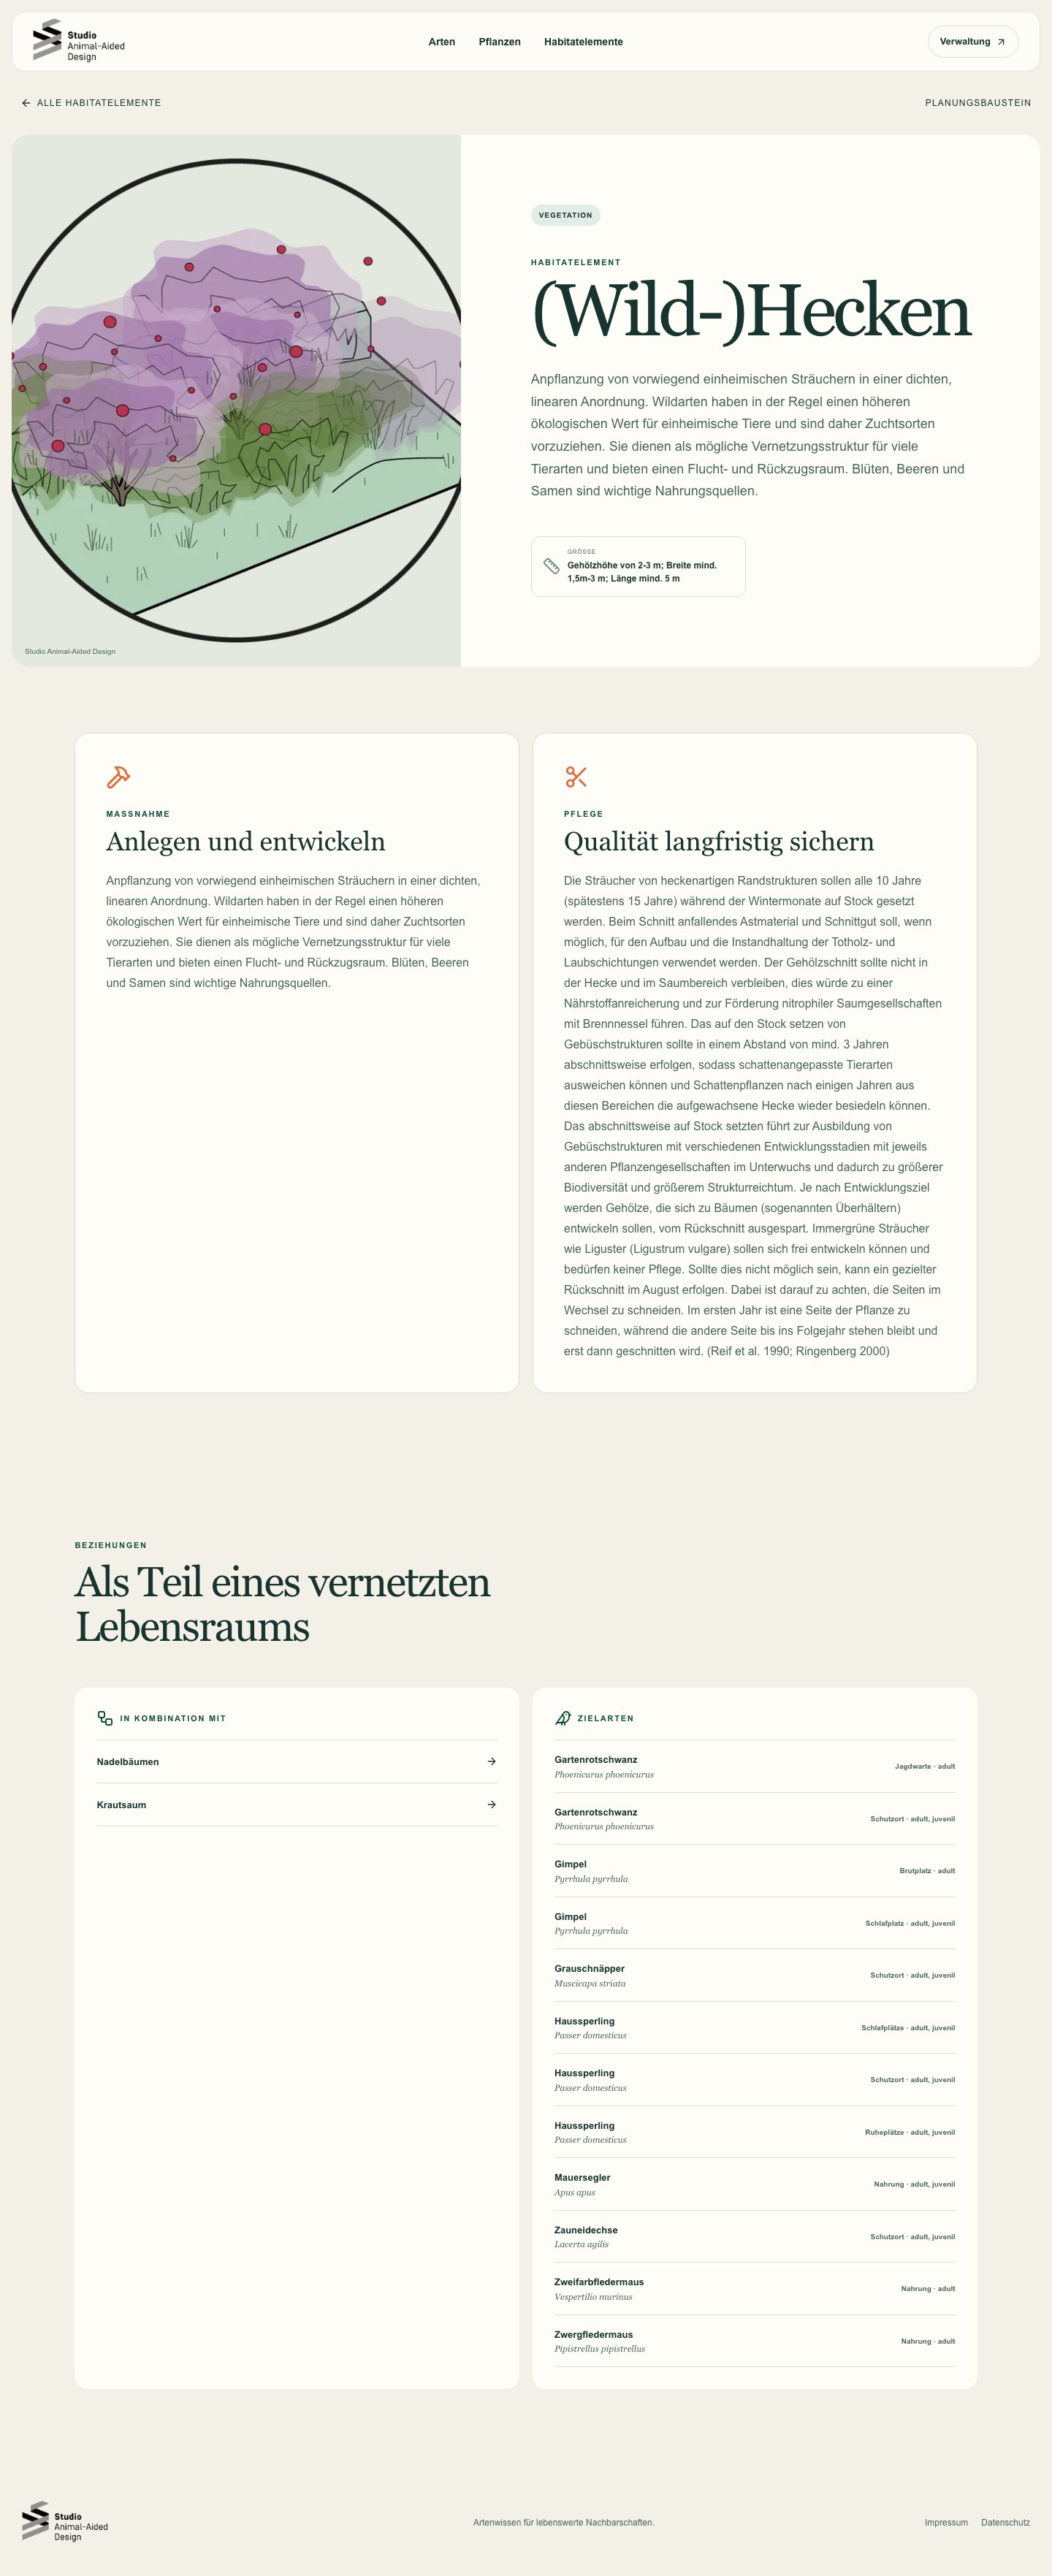 Studio
Animal-Aided
Design
Arten
Pflanzen
Habitatelemente
Verwaltung
ALLE HABITATELEMENTE
PLANUNGSBAUSTEIN
VEGETATION
HABITATELEMENT
(Wild-)Hecken
Anpflanzung von vorwiegend einheimischen Sträuchern in einer dichten,
linearen Anordnung. Wildarten haben in der Regel einen höheren
ökologischen Wert für einheimische Tiere und sind daher Zuchtsorten
vorzuziehen. Sie dienen als mögliche Vernetzungsstruktur für viele
Tierarten und bieten einen Flucht- und Rückzugsraum. Blüten, Beeren und
Samen sind wichtige Nahrungsquellen.
GRÖSSE
Gehölzhöhe von 2-3 m; Breite mind.
1,5m-3 m; Länge mind. 5 m
Studio Animal-Aided Design
MASSNAHME
Anlegen und entwickeln
Anpflanzung von vorwiegend einheimischen Sträuchern in einer dichten,
linearen Anordnung. Wildarten haben in der Regel einen höheren
ökologischen Wert für einheimische Tiere und sind daher Zuchtsorten
vorzuziehen. Sie dienen als mögliche Vernetzungsstruktur für viele
Tierarten und bieten einen Flucht- und Rückzugsraum. Blüten, Beeren
und Samen sind wichtige Nahrungsquellen.
PFLEGE
Qualität langfristig sichern
Die Sträucher von heckenartigen Randstrukturen sollen alle 10 Jahre
(spätestens 15 Jahre) während der Wintermonate auf Stock gesetzt
werden. Beim Schnitt anfallendes Astmaterial und Schnittgut soll, wenn
möglich, für den Aufbau und die Instandhaltung der Totholz- und
Laubschichtungen verwendet werden. Der Gehölzschnitt sollte nicht in
der Hecke und im Saumbereich verbleiben, dies würde zu einer
Nährstoffanreicherung und zur Förderung nitrophiler Saumgesellschaften
mit Brennnessel führen. Das auf den Stock setzen von
Gebüschstrukturen sollte in einem Abstand von mind. 3 Jahren
abschnittsweise erfolgen, sodass schattenangepasste Tierarten
ausweichen können und Schattenpflanzen nach einigen Jahren aus
diesen Bereichen die aufgewachsene Hecke wieder besiedeln können.
Das abschnittsweise auf Stock setzten führt zur Ausbildung von
Gebüschstrukturen mit verschiedenen Entwicklungsstadien mit jeweils
anderen Pflanzengesellschaften im Unterwuchs und dadurch zu größerer
Biodiversität und größerem Strukturreichtum. Je nach Entwicklungsziel
werden Gehölze, die sich zu Bäumen (sogenannten Überhältern)
entwickeln sollen, vom Rückschnitt ausgespart. Immergrüne Sträucher
wie Liguster (Ligustrum vulgare) sollen sich frei entwickeln können und
bedürfen keiner Pflege. Sollte dies nicht möglich sein, kann ein gezielter
Rückschnitt im August erfolgen. Dabei ist darauf zu achten, die Seiten im
Wechsel zu schneiden. Im ersten Jahr ist eine Seite der Pflanze zu
schneiden, während die andere Seite bis ins Folgejahr stehen bleibt und
erst dann geschnitten wird. (Reif et al. 1990; Ringenberg 2000)
BEZIEHUNGEN
Als Teil eines vernetzten
Lebensraums
IN KOMBINATION MIT
Nadelbäumen
Krautsaum
ZIELARTEN
Gartenrotschwanz
Phoenicurus phoenicurus
Jagdwarte · adult
Gartenrotschwanz
Phoenicurus phoenicurus
Schutzort · adult, juvenil
Gimpel
Pyrrhula pyrrhula
Brutplatz · adult
Gimpel
Pyrrhula pyrrhula
Schlafplatz · adult, juvenil
Grauschnäpper
Muscicapa striata
Schutzort · adult, juvenil
Haussperling
Passer domesticus
Schlafplätze · adult, juvenil
Haussperling
Passer domesticus
Schutzort · adult, juvenil
Haussperling
Passer domesticus
Ruheplätze · adult, juvenil
Mauersegler
Apus apus
Nahrung · adult, juvenil
Zauneidechse
Lacerta agilis
Schutzort · adult, juvenil
Zweifarbfledermaus
Vespertilio murinus
Nahrung · adult
Zwergfledermaus
Pipistrellus pipistrellus
Nahrung · adult
Studio
Animal-Aided
Design
Artenwissen für lebenswerte Nachbarschaften.
Impressum
Datenschutz